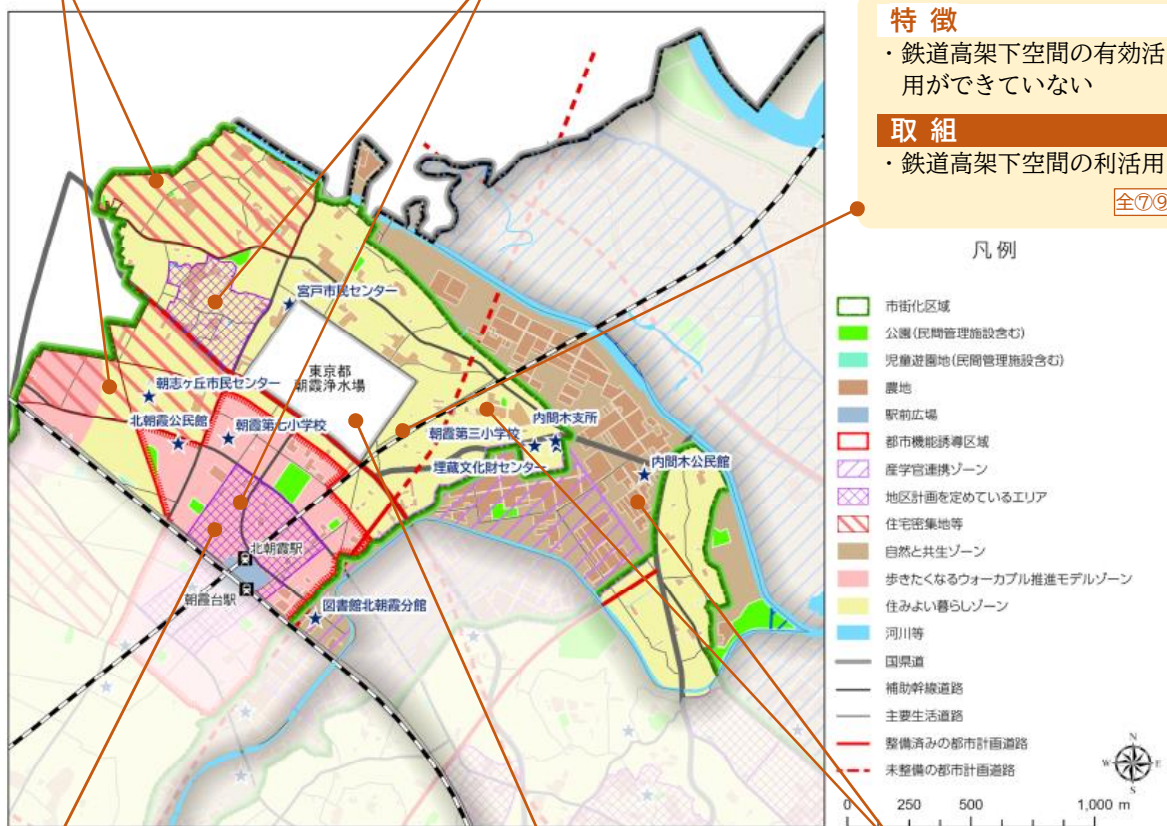 特 徴
・鉄道高架下空間の有効活
用ができていない
取 組
・鉄道高架下空間の利活用
全⑦⑨
凡例
市街化区域
公園(民間管理施設含む)
児童遊園地(民間管理施設含む)
農地
駅前広場
都市機能誘導区域
産学官連携ゾーン
地区計画を定めているエリア
住宅密集地等
自然と共生ゾーン
歩きたくなるウォーカブル推進モデルゾーン
住みよい暮らしゾーン
河川等
国県道
補助幹線道路
主要生活道路
整備済みの都市計画道路
未整備の都市計画道路
N
W
E
S
0 250 500 1,000 m
宮戸市民センター
東京都
朝霞浄水場
朝志ヶ丘市民センター
北朝霞公民館
朝霞第七小学校
朝霞第三小学校
内間木支所
埋蔵文化財センター
内間木公民館
北朝霞駅
朝霞台駅
図書館北朝霞分館